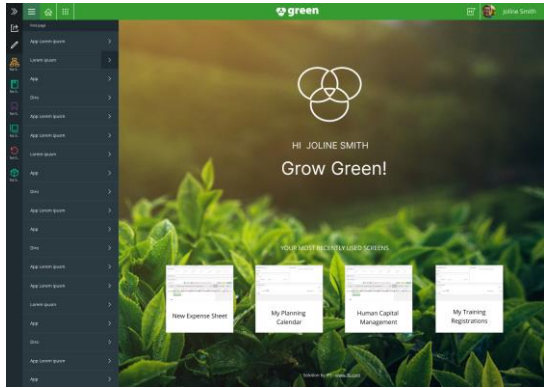 green
Joline Smith
App Lorem Ipsum
Lorem Ipsum
App
Divs
App Lorem Ipsum
App Lorem Ipsum
Lorem Ipsum
App
Divs
App Lorem Ipsum
App
Divs
App Lorem Ipsum
App Lorem Ipsum
Lorem Ipsum
App
Divs
App Lorem Ipsum
App
HI JOLINE SMITH
Grow Green!
YOUR MOST RECENTLY USED SCREENS
New Expense Sheet
My Planning
Calendar
Human Capital
Management
My Training
Registrations